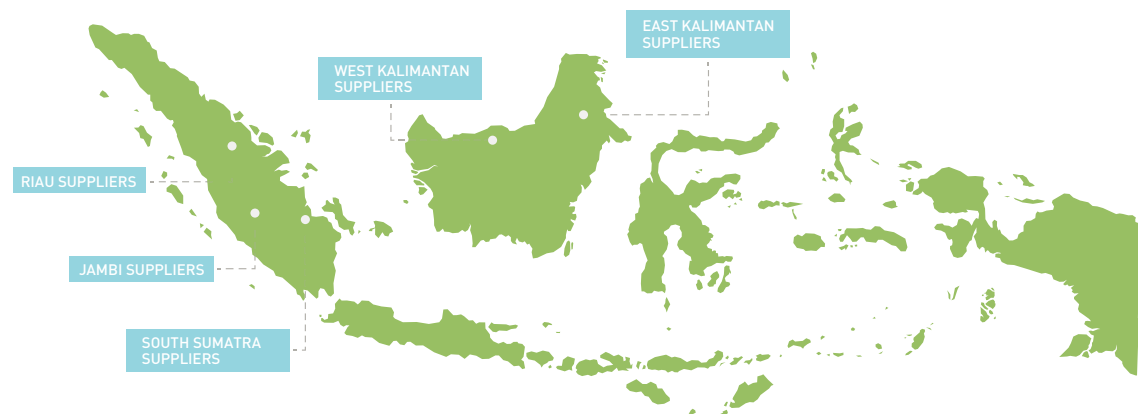 EAST KALIMANTAN
SUPPLIERS
WEST KALIMANTAN
SUPPLIERS
RIAU SUPPLIERS
JAMBI SUPPLIERS
SOUTH SUMATRA
SUPPLIERS